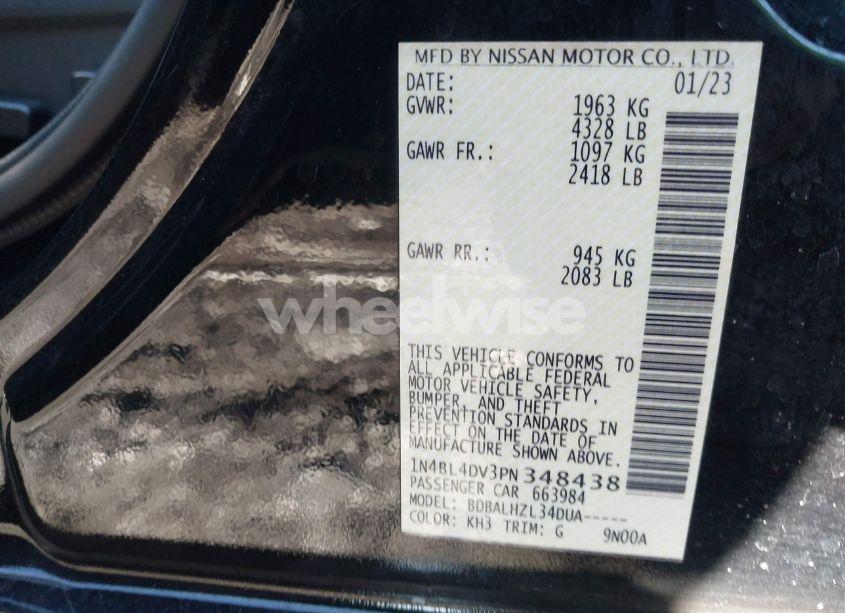 MFD BY NISSAN MOTOR CO., LTD.
DATE: 01/23
GVWR: 1963 KG
4328 LB
GAWR FR.: 1097 KG
2418 LB
GAWR RR.: 945 KG
2083 LB
wheelwise
THIS VEHICLE CONFORMS TO
ALL APPLICABLE FEDERAL
MOTOR VEHICLE SAFETY,
BUMPER, AND THEFT
PREVENTION STANDARDS IN
EFFECT ON THE DATE OF
MANUFACTURE SHOWN ABOVE.
1N4BL4DV3PN348438
PASSENGER CAR 663984
MODEL: BDBALHZL34DUA-----
COLOR: KH3 TRIM: G 9N00A